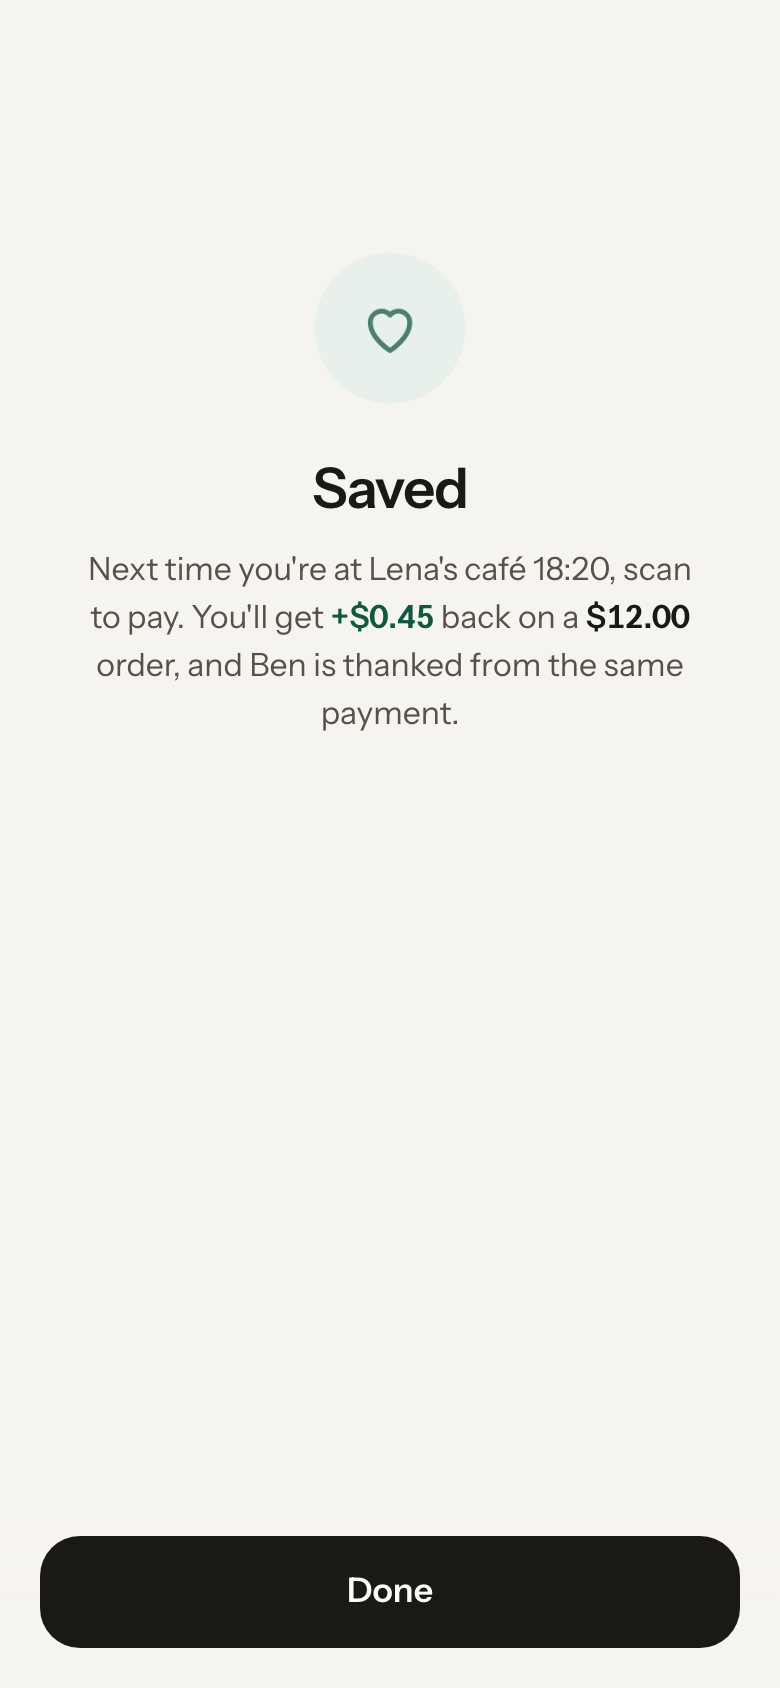 Saved
Next time you're at Lena's café 18:20, scan
to pay. You'll get +$0.45 back on a $12.00
order, and Ben is thanked from the same
payment.
Done